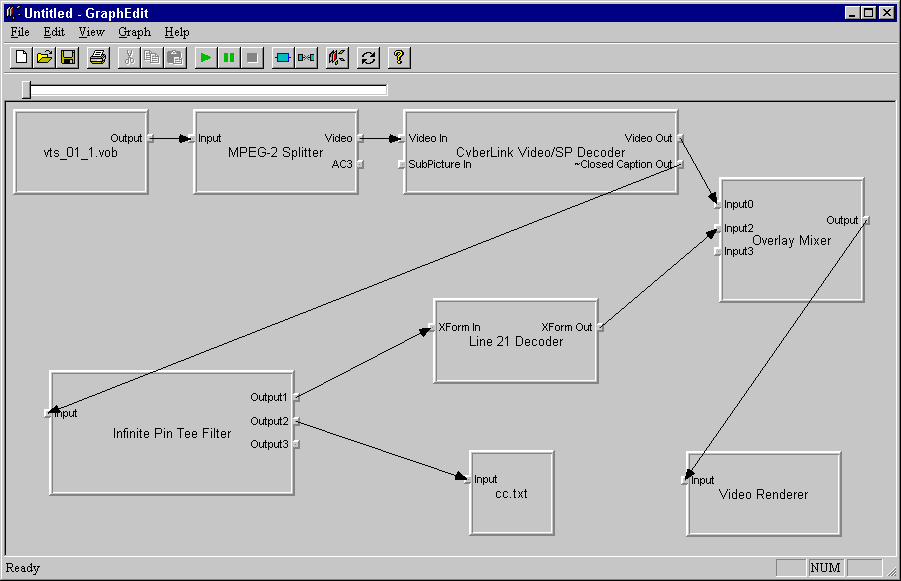 Untitled - GraphEdit
File Edit View Graph Help
vts_01_1.vob
Output
Input
MPEG-2 Splitter
Video
AC3
Video In
SubPicture In
CyberLink Video/SP Decoder
Video Out
~Closed Caption Out
Input0
Input2
Input3
Overlay Mixer
Output
XForm In
XForm Out
Line 21 Decoder
Input
Infinite Pin Tee Filter
Output1
Output2
Output3
Input
cc.txt
Input
Video Renderer
Ready
NUM